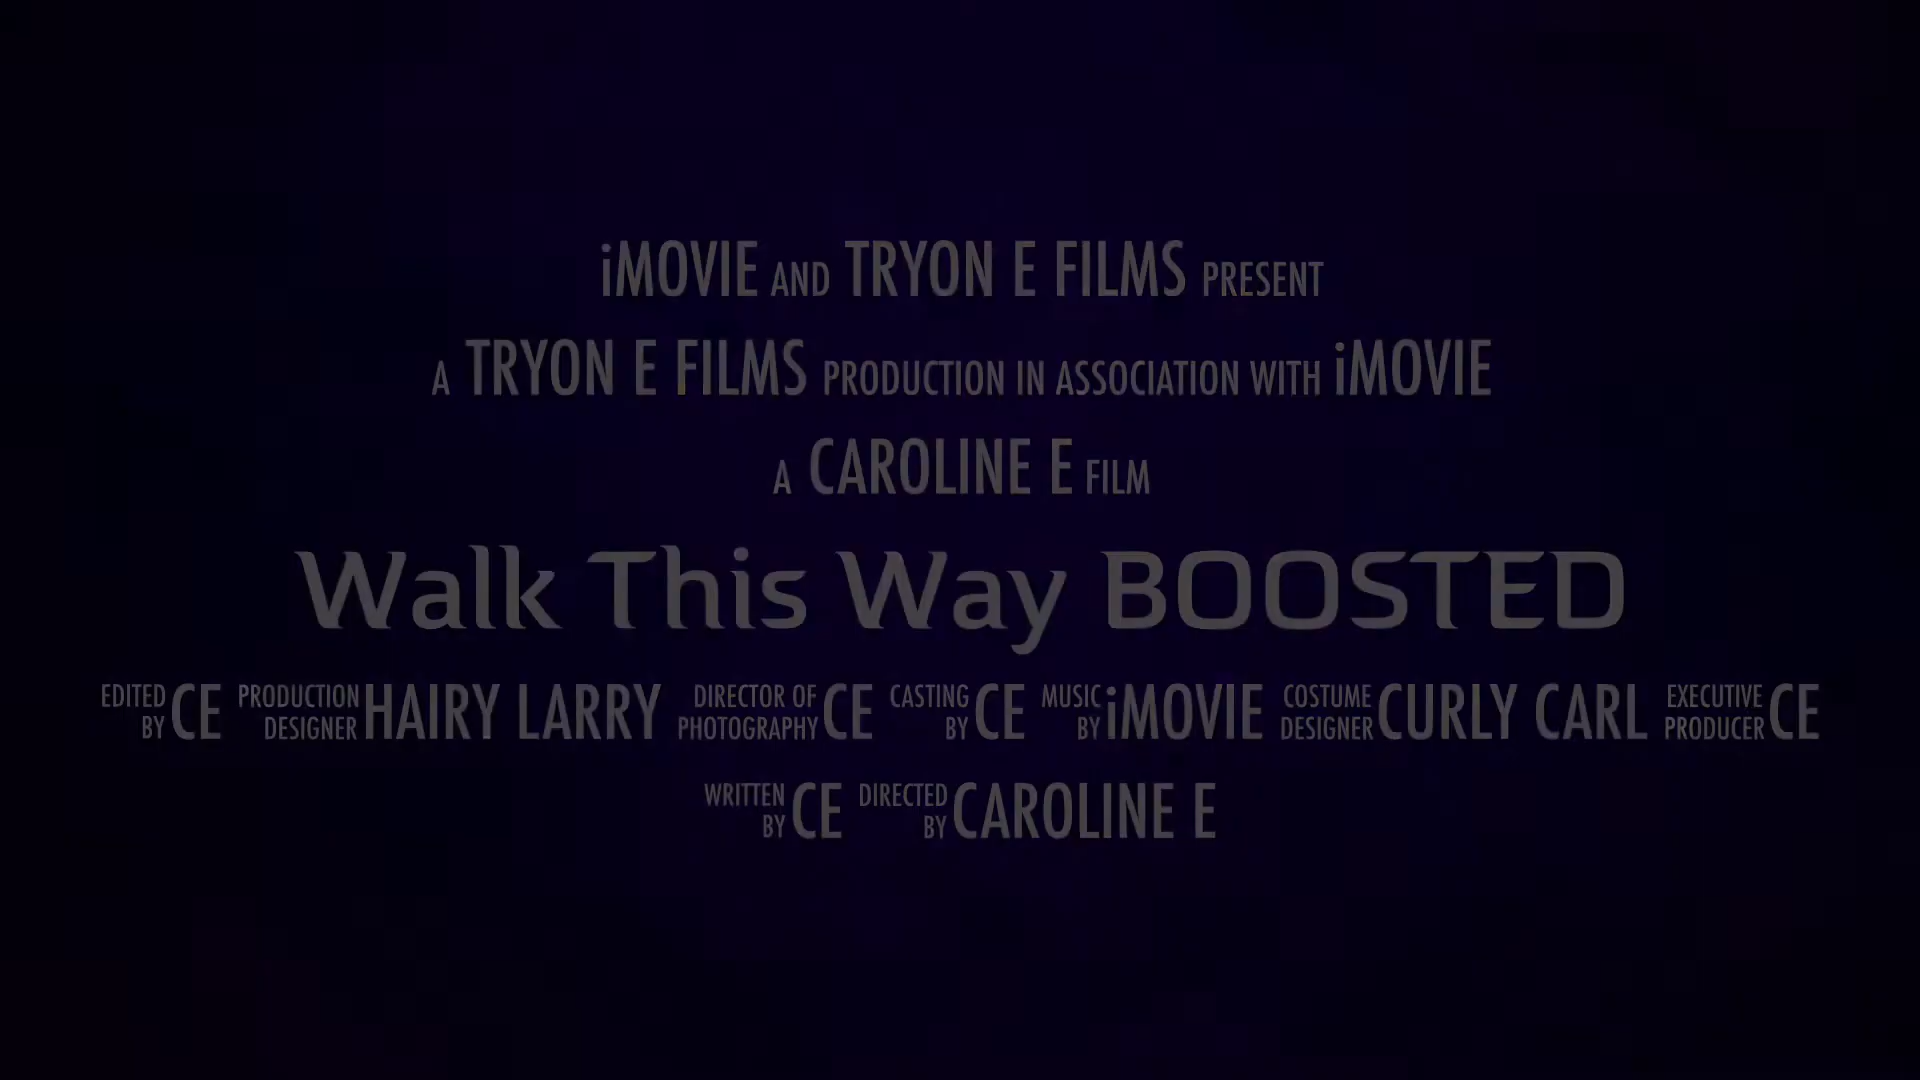 iMOVIE AND TRYON E FILMS PRESENT
A TRYON E FILMS PRODUCTION IN ASSOCIATION WITH iMOVIE
A CAROLINE E FILM
Walk This Way BOOSTED
EDITED BY CE PRODUCTION DESIGNER HAIRY LARRY DIRECTOR OF PHOTOGRAPHY CE CASTING BY CE MUSIC BY iMOVIE COSTUME DESIGNER CURLY CARL EXECUTIVE PRODUCER CE
WRITTEN BY CE DIRECTED BY CAROLINE E